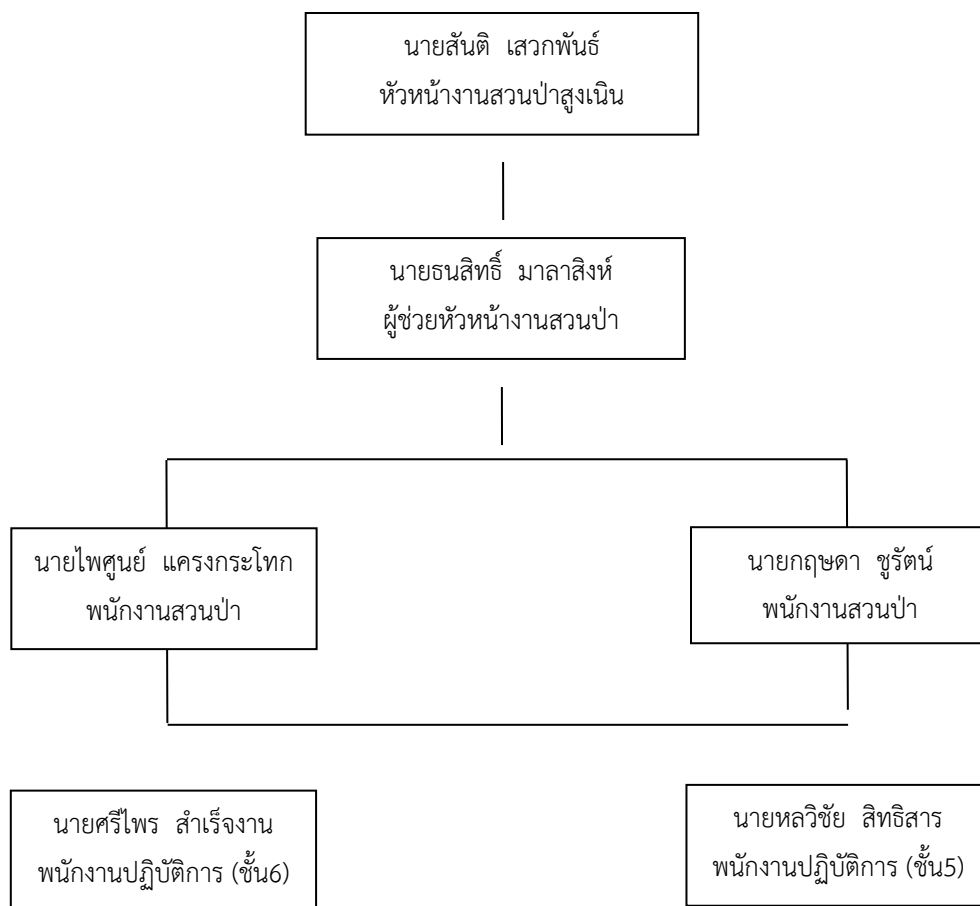 นายสันติ เสวกพันธ์
หัวหน้างานสวนป่าสูงเนิน
นายธนสิทธิ์ มาลาสิงห์
ผู้ช่วยหัวหน้างานสวนป่า
นายไพศูนย์ แครงกระโทก
พนักงานสวนป่า
นายกฤษดา ชูรัตน์
พนักงานสวนป่า
นายศรีไพร สำเร็จงาน
พนักงานปฏิบัติการ (ชั้น6)
นายหลวิชัย สิทธิสาร
พนักงานปฏิบัติการ (ชั้น5)